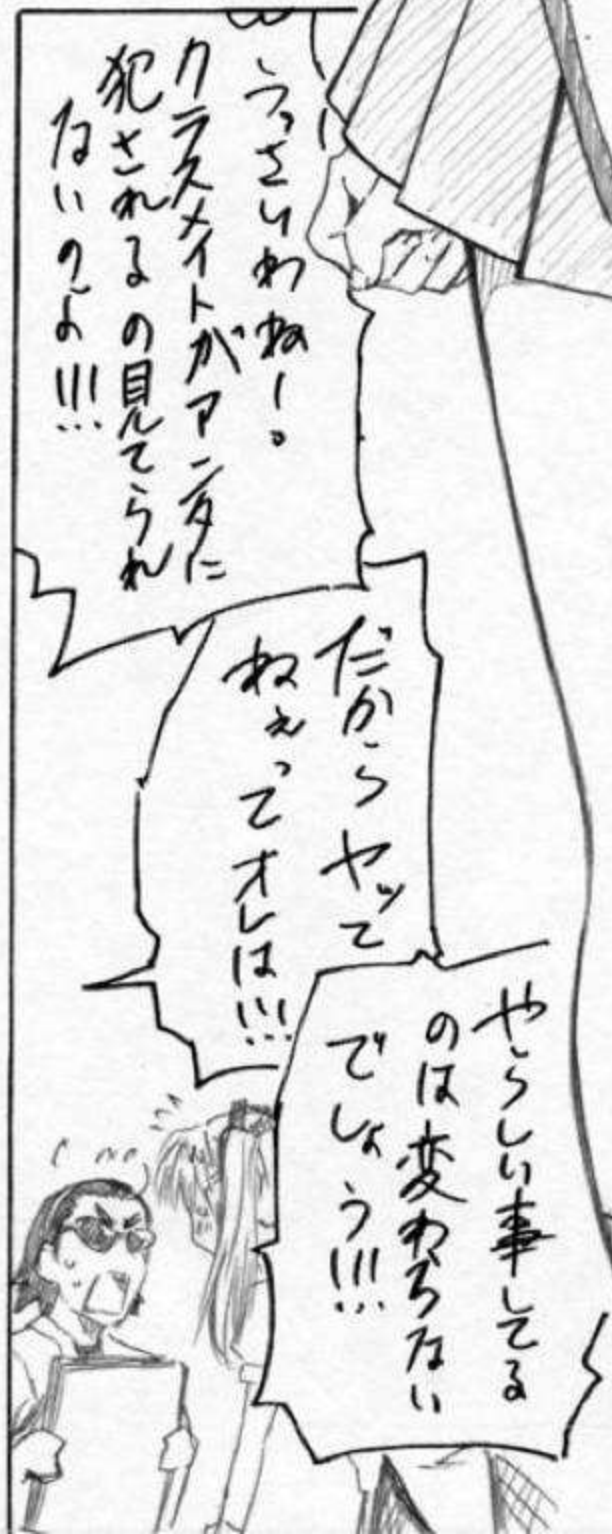 うっさいわねー。
クラスメイトがアンタに
犯されるの見てられ
ないのよ!!!
だからヤッて
ねぇってオレは!!!
やらしい事してる
のは変わらない
でしょう!!!